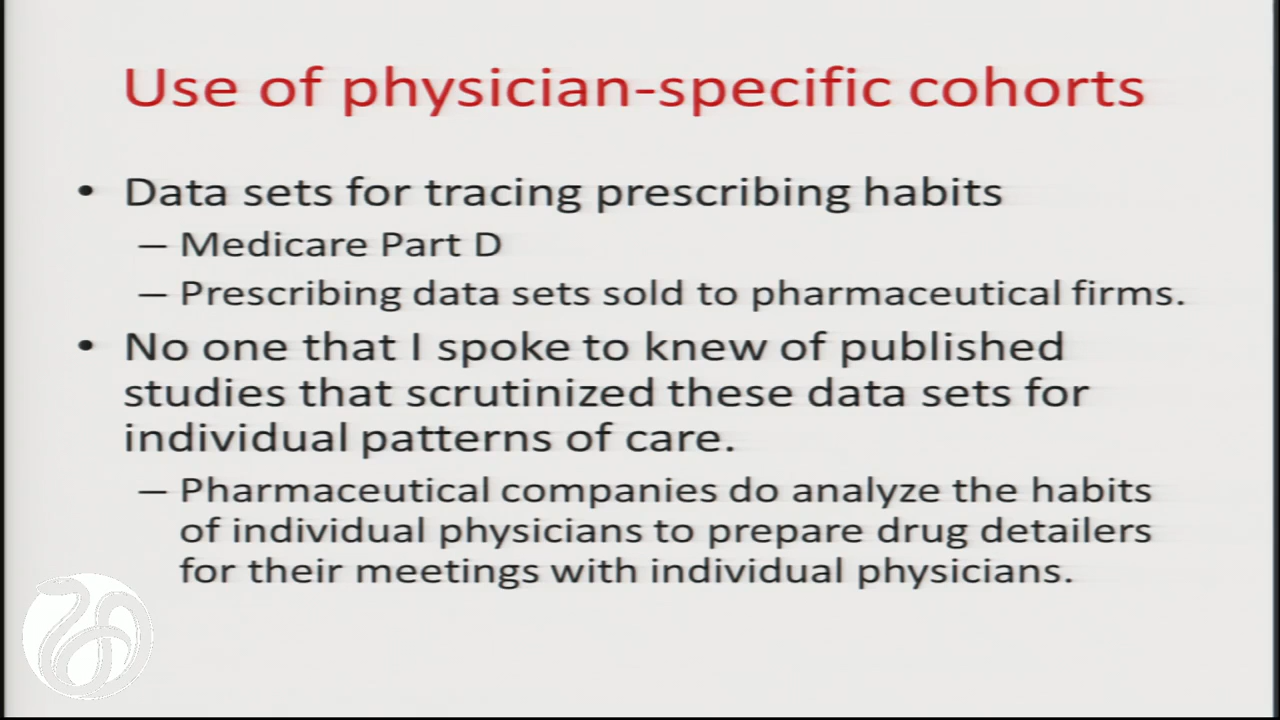 Use of physician-specific cohorts
• Data sets for tracing prescribing habits
– Medicare Part D
– Prescribing data sets sold to pharmaceutical firms.
• No one that I spoke to knew of published
studies that scrutinized these data sets for
individual patterns of care.
– Pharmaceutical companies do analyze the habits
of individual physicians to prepare drug detailers
for their meetings with individual physicians.